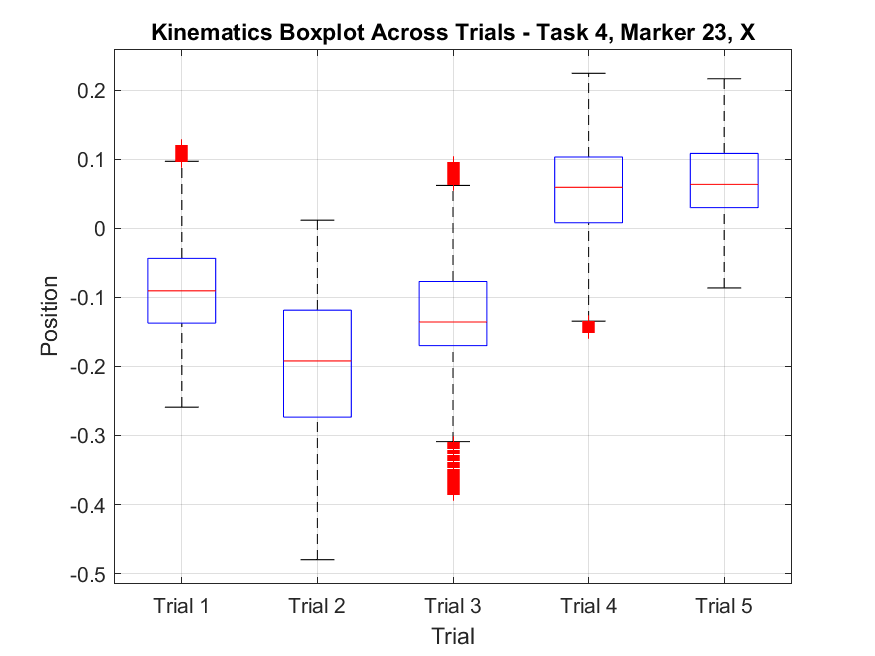 Kinematics Boxplot Across Trials - Task 4, Marker 23, X
Position
0.2
0.1
0
-0.1
-0.2
-0.3
-0.4
-0.5
Trial 1 Trial 2 Trial 3 Trial 4 Trial 5
Trial